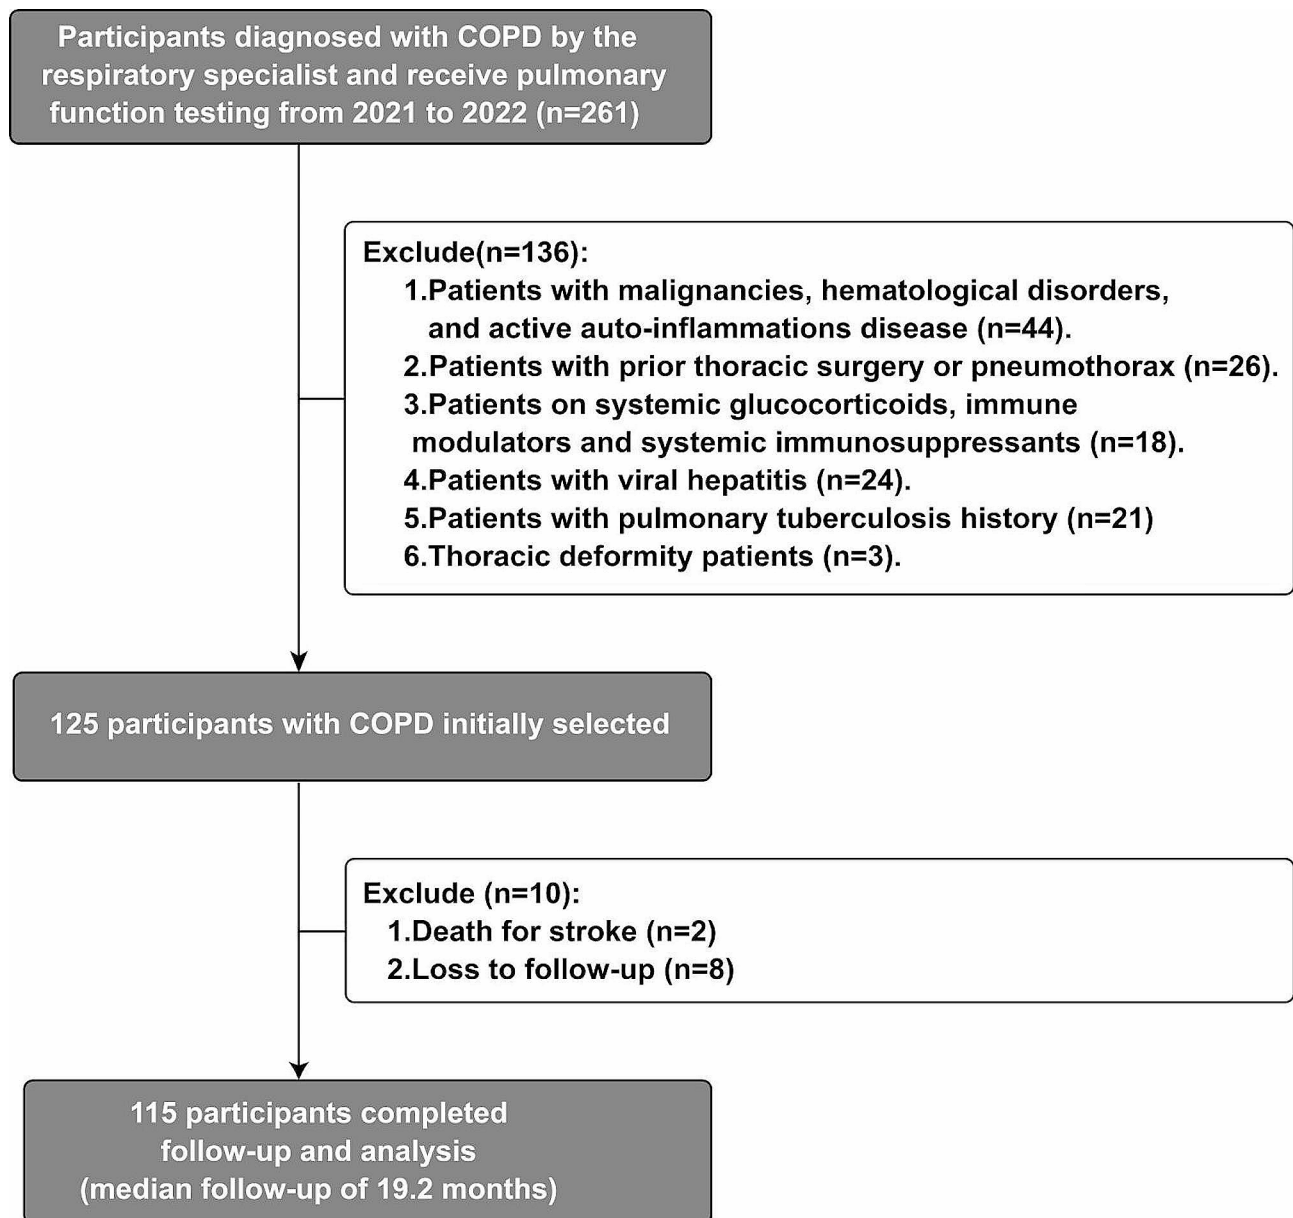 Participants diagnosed with COPD by the
respiratory specialist and receive pulmonary
function testing from 2021 to 2022 (n=261)
Exclude(n=136):
1.Patients with malignancies, hematological disorders,
and active auto-inflammations disease (n=44).
2.Patients with prior thoracic surgery or pneumothorax (n=26).
3.Patients on systemic glucocorticoids, immune
modulators and systemic immunosuppressants (n=18).
4.Patients with viral hepatitis (n=24).
5.Patients with pulmonary tuberculosis history (n=21)
6.Thoracic deformity patients (n=3).
125 participants with COPD initially selected
Exclude (n=10):
1.Death for stroke (n=2)
2.Loss to follow-up (n=8)
115 participants completed
follow-up and analysis
(median follow-up of 19.2 months)